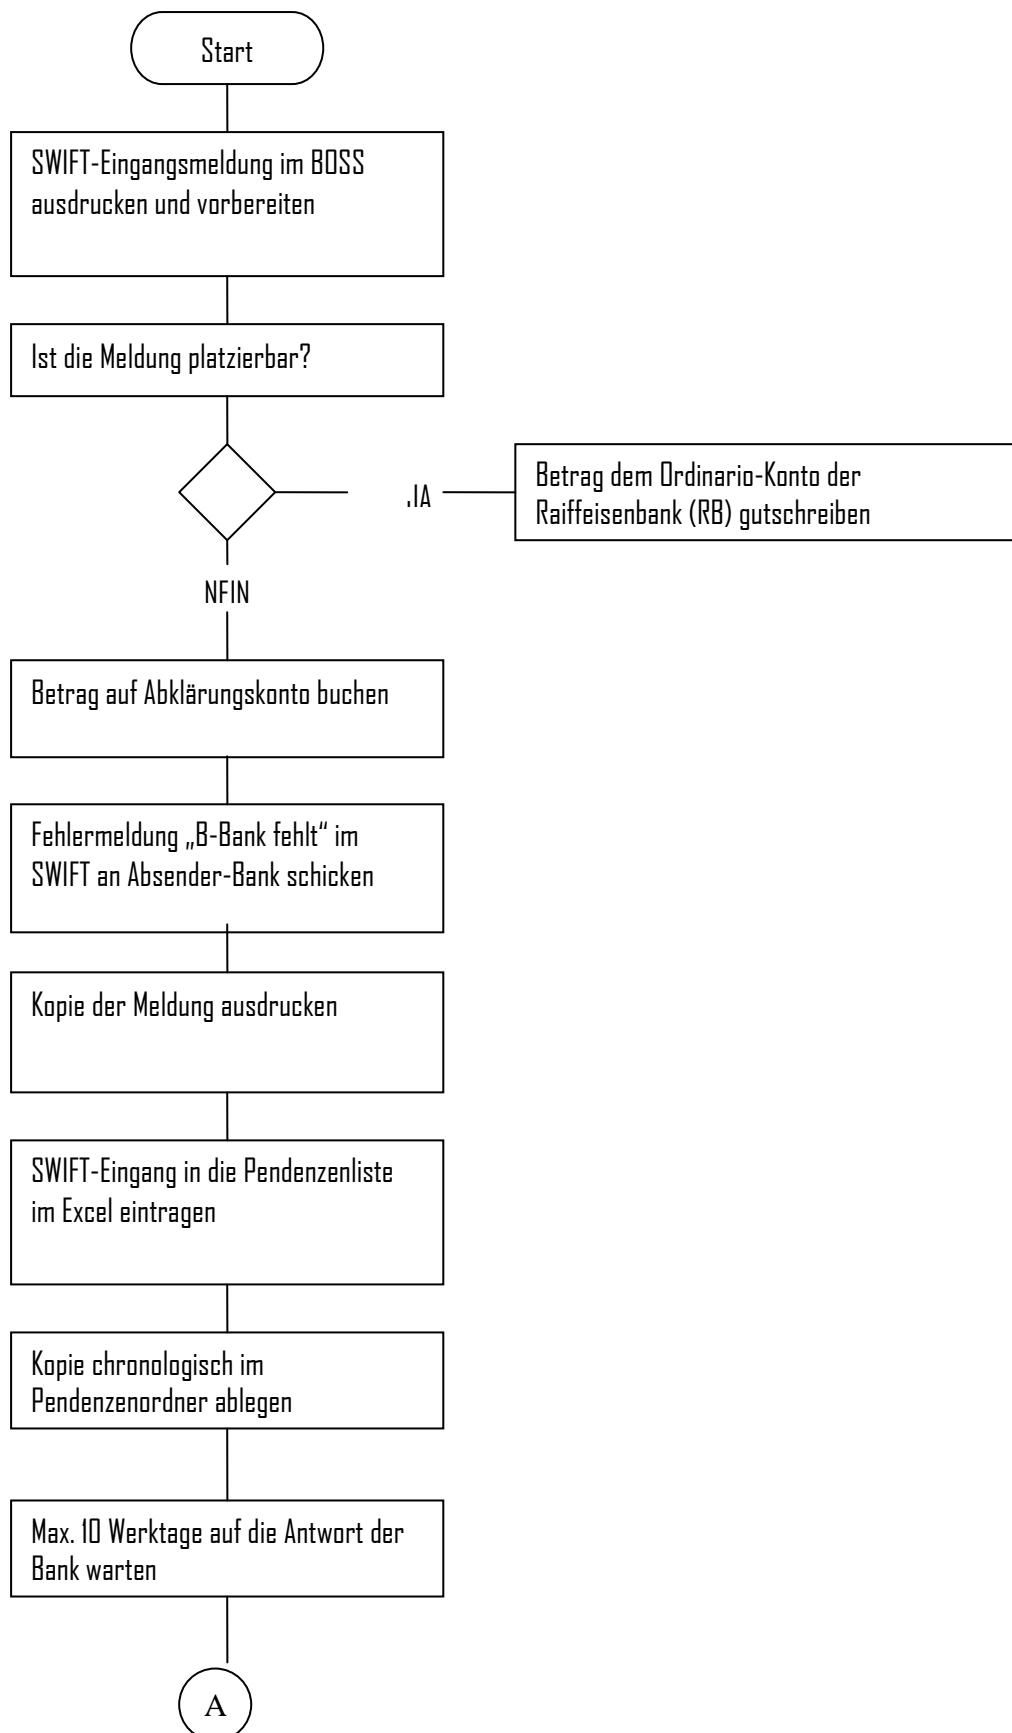 Start
SWIFT-Eingangsmeldung im BOSS
ausdrucken und vorbereiten
Ist die Meldung platzierbar?
JA
Betrag dem Ordinario-Konto der
Raiffeisenbank (RB) gutschreiben
NEIN
Betrag auf Abklärungskonto buchen
Fehlermeldung „B-Bank fehlt“ im
SWIFT an Absender-Bank schicken
Kopie der Meldung ausdrucken
SWIFT-Eingang in die Pendenzenliste
im Excel eintragen
Kopie chronologisch im
Pendenzenordner ablegen
Max. 10 Werktage auf die Antwort der
Bank warten
A